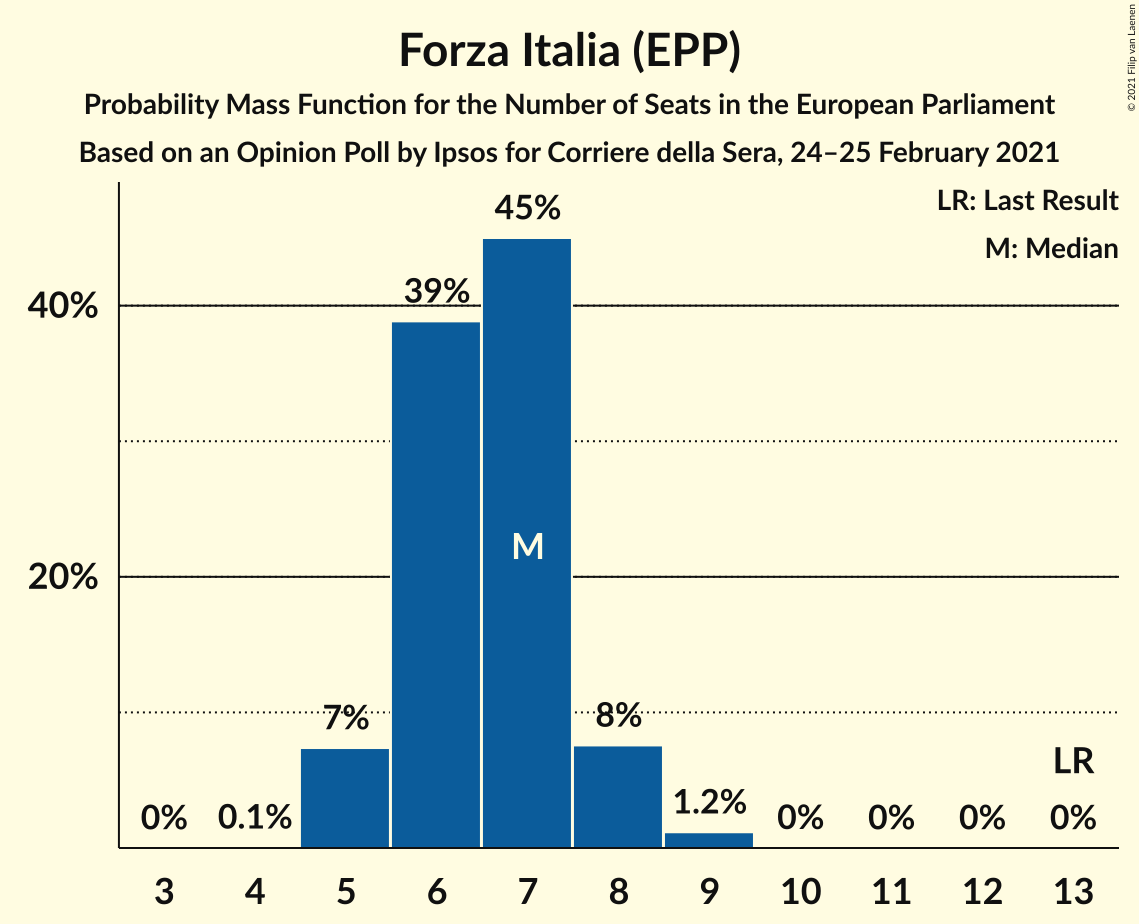 Forza Italia (EPP)
Probability Mass Function for the Number of Seats in the European Parliament
Based on an Opinion Poll by Ipsos for Corriere della Sera, 24–25 February 2021
© 2021 Filip van Laenen
LR: Last Result
M: Median
45%
39%
40%
M
20%
7%
8%
LR
0%
0.1%
1.2%
0%
0%
0%
0%
3 4 5 6 7 8 9 10 11 12 13